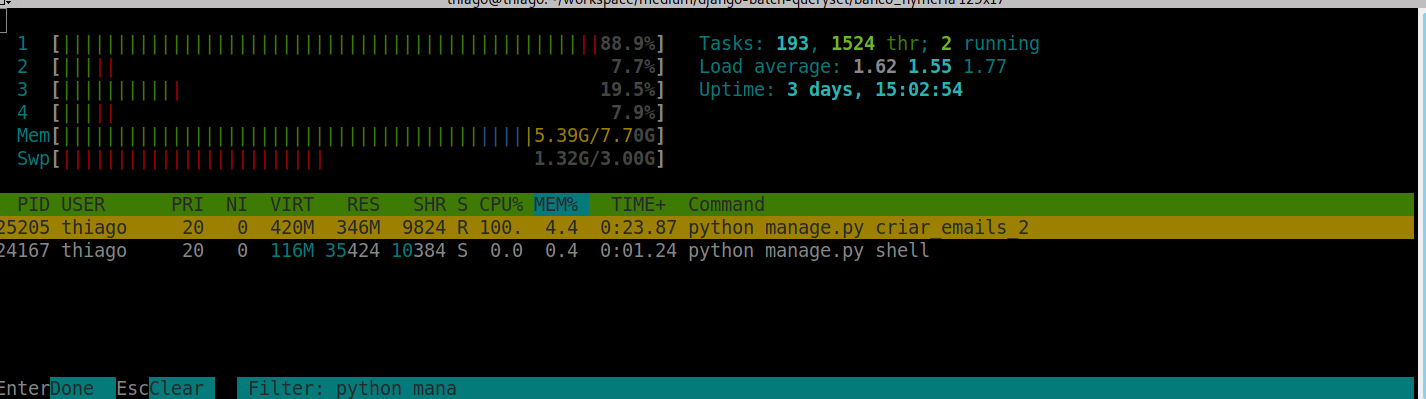 thiago@thiago: ~/workspace/medium/django-batch-queryset/banco_nymeria 129x17
1 [||||||||||||||||||||||||||||||||||||||||||||||||||88.9%] Tasks: 193, 1524 thr; 2 running
2 [||||| 7.7%] Load average: 1.62 1.55 1.77
3 [||||||||||| 19.5%] Uptime: 3 days, 15:02:54
4 [||||| 7.9%]
Mem[|||||||||||||||||||||||||||||||||||||||||||5.39G/7.70G]
Swp[|||||||||||||||||||||||| 1.32G/3.00G]
PID USER PRI NI VIRT RES SHR S CPU% MEM% TIME+ Command
25205 thiago 20 0 420M 346M 9824 R 100. 4.4 0:23.87 python manage.py criar_emails_2
24167 thiago 20 0 116M 35424 10384 S 0.0 0.4 0:01.24 python manage.py shell
EnterDone EscClear Filter: python mana